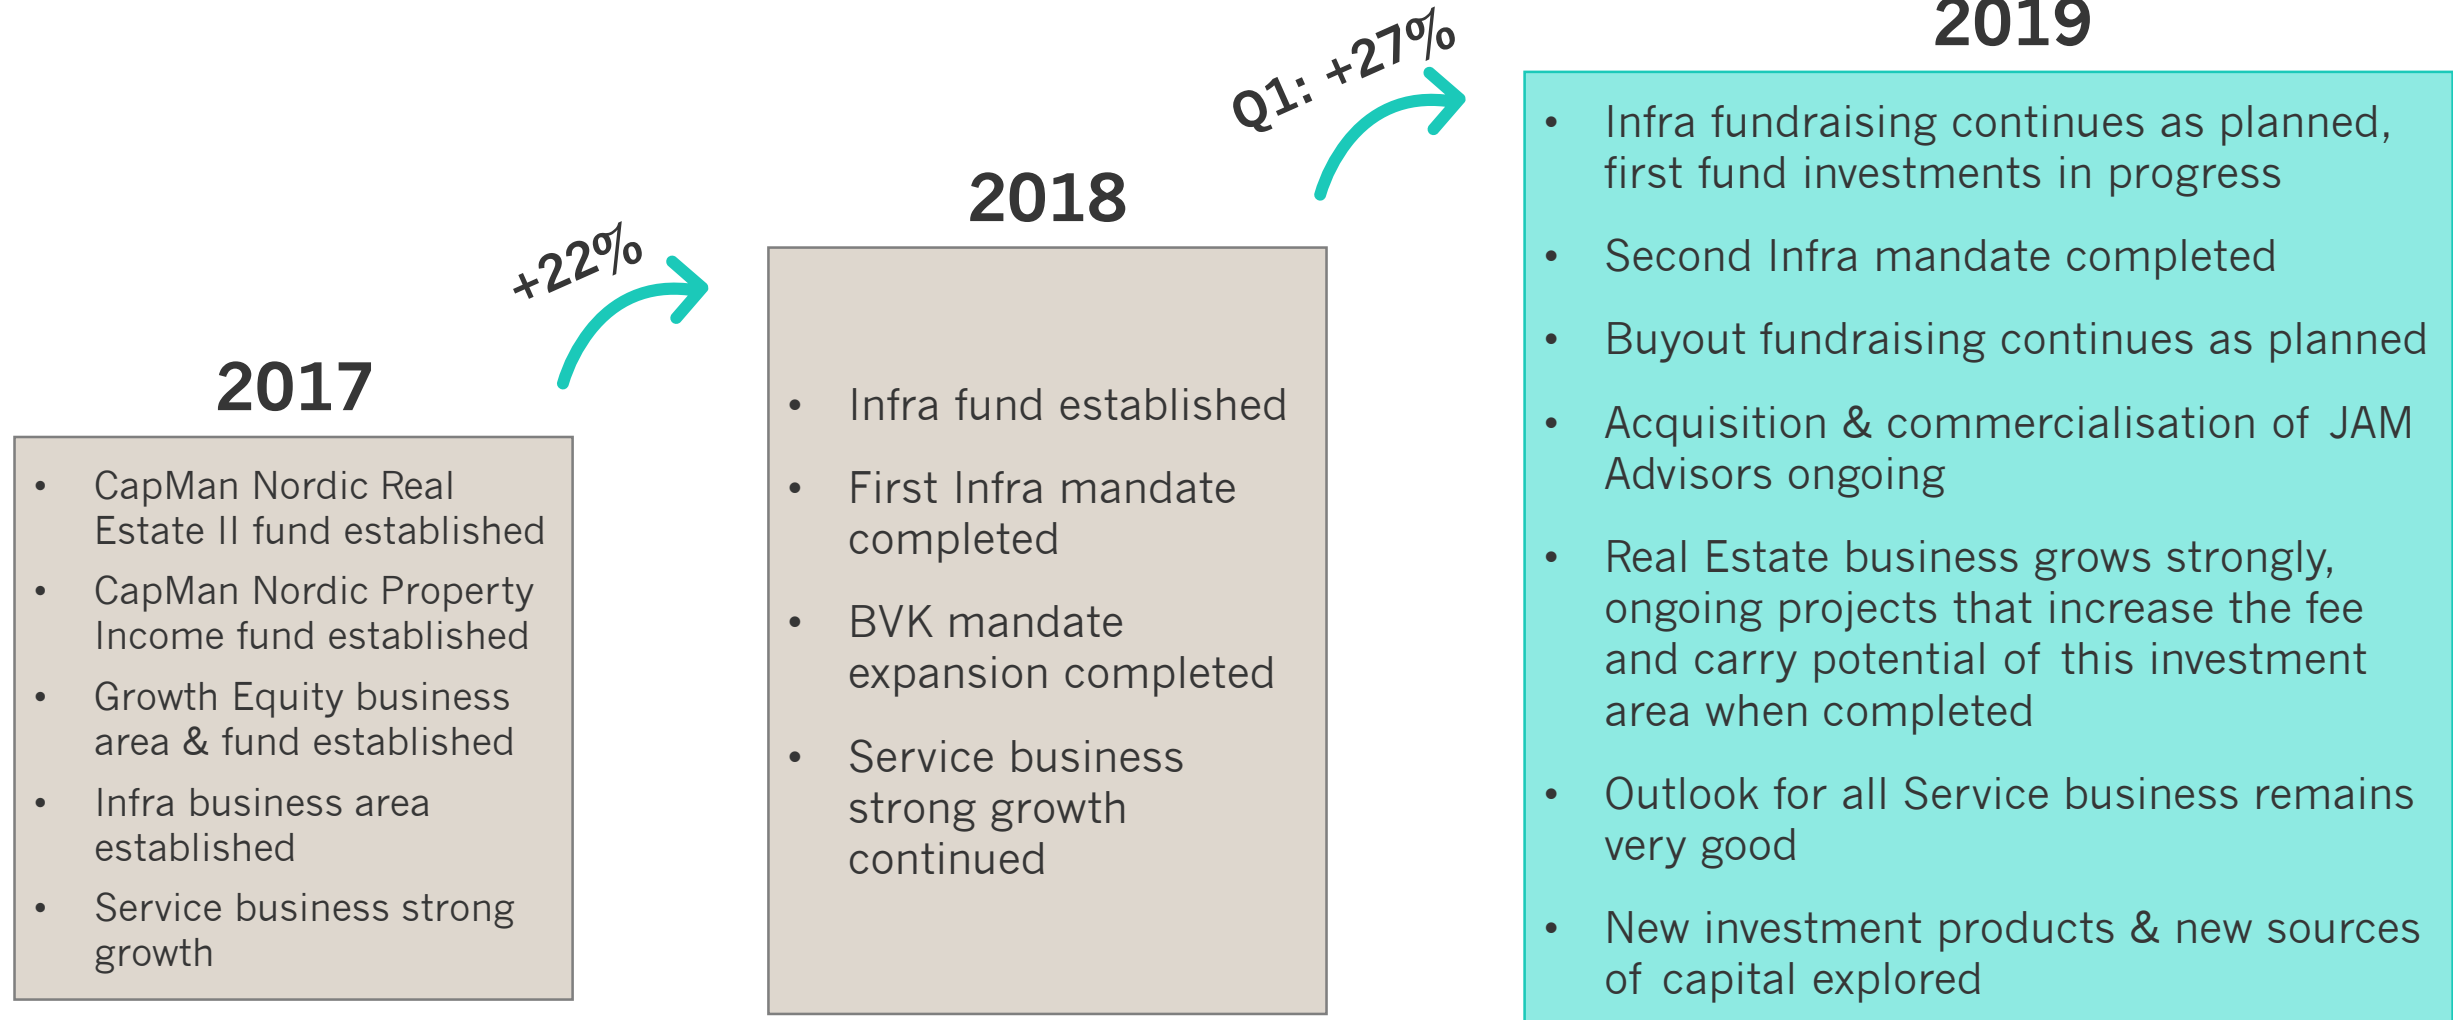 2017
• CapMan Nordic Real
Estate II fund established
• CapMan Nordic Property
Income fund established
• Growth Equity business
area & fund established
• Infra business area
established
• Service business strong
growth
+22%
2018
• Infra fund established
• First Infra mandate
completed
• BVK mandate
expansion completed
• Service business
strong growth
continued
Q1: +27%
2019
• Infra fundraising continues as planned,
first fund investments in progress
• Second Infra mandate completed
• Buyout fundraising continues as planned
• Acquisition & commercialisation of JAM
Advisors ongoing
• Real Estate business grows strongly,
ongoing projects that increase the fee
and carry potential of this investment
area when completed
• Outlook for all Service business remains
very good
• New investment products & new sources
of capital explored